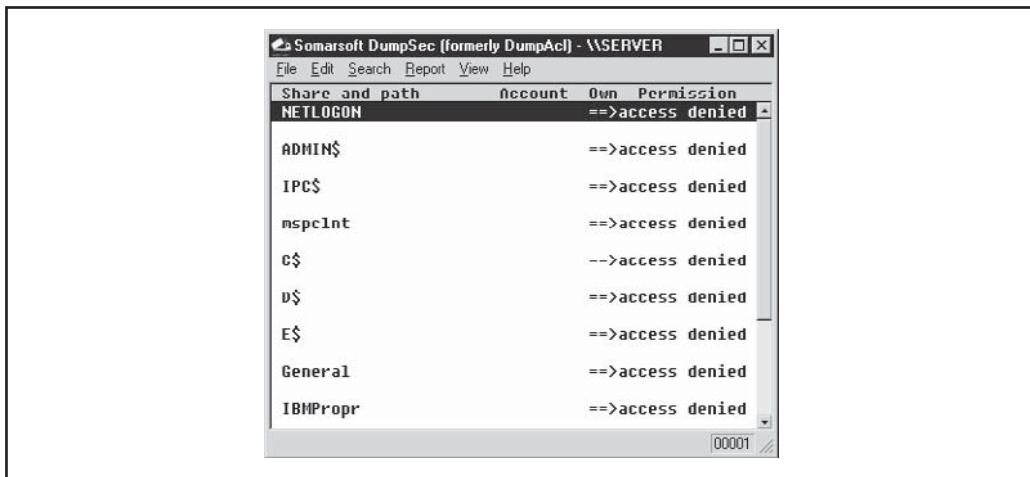 Somarsoft DumpSec (formerly DumpAcl) - \\SERVER
File Edit Search Report View Help
Share and path Account Own Permission
NETLOGON ==>access denied
ADMIN$ ==>access denied
IPC$ ==>access denied
mspclnt ==>access denied
C$ -->access denied
D$ ==>access denied
E$ ==>access denied
General ==>access denied
IBMPropr ==>access denied
00001